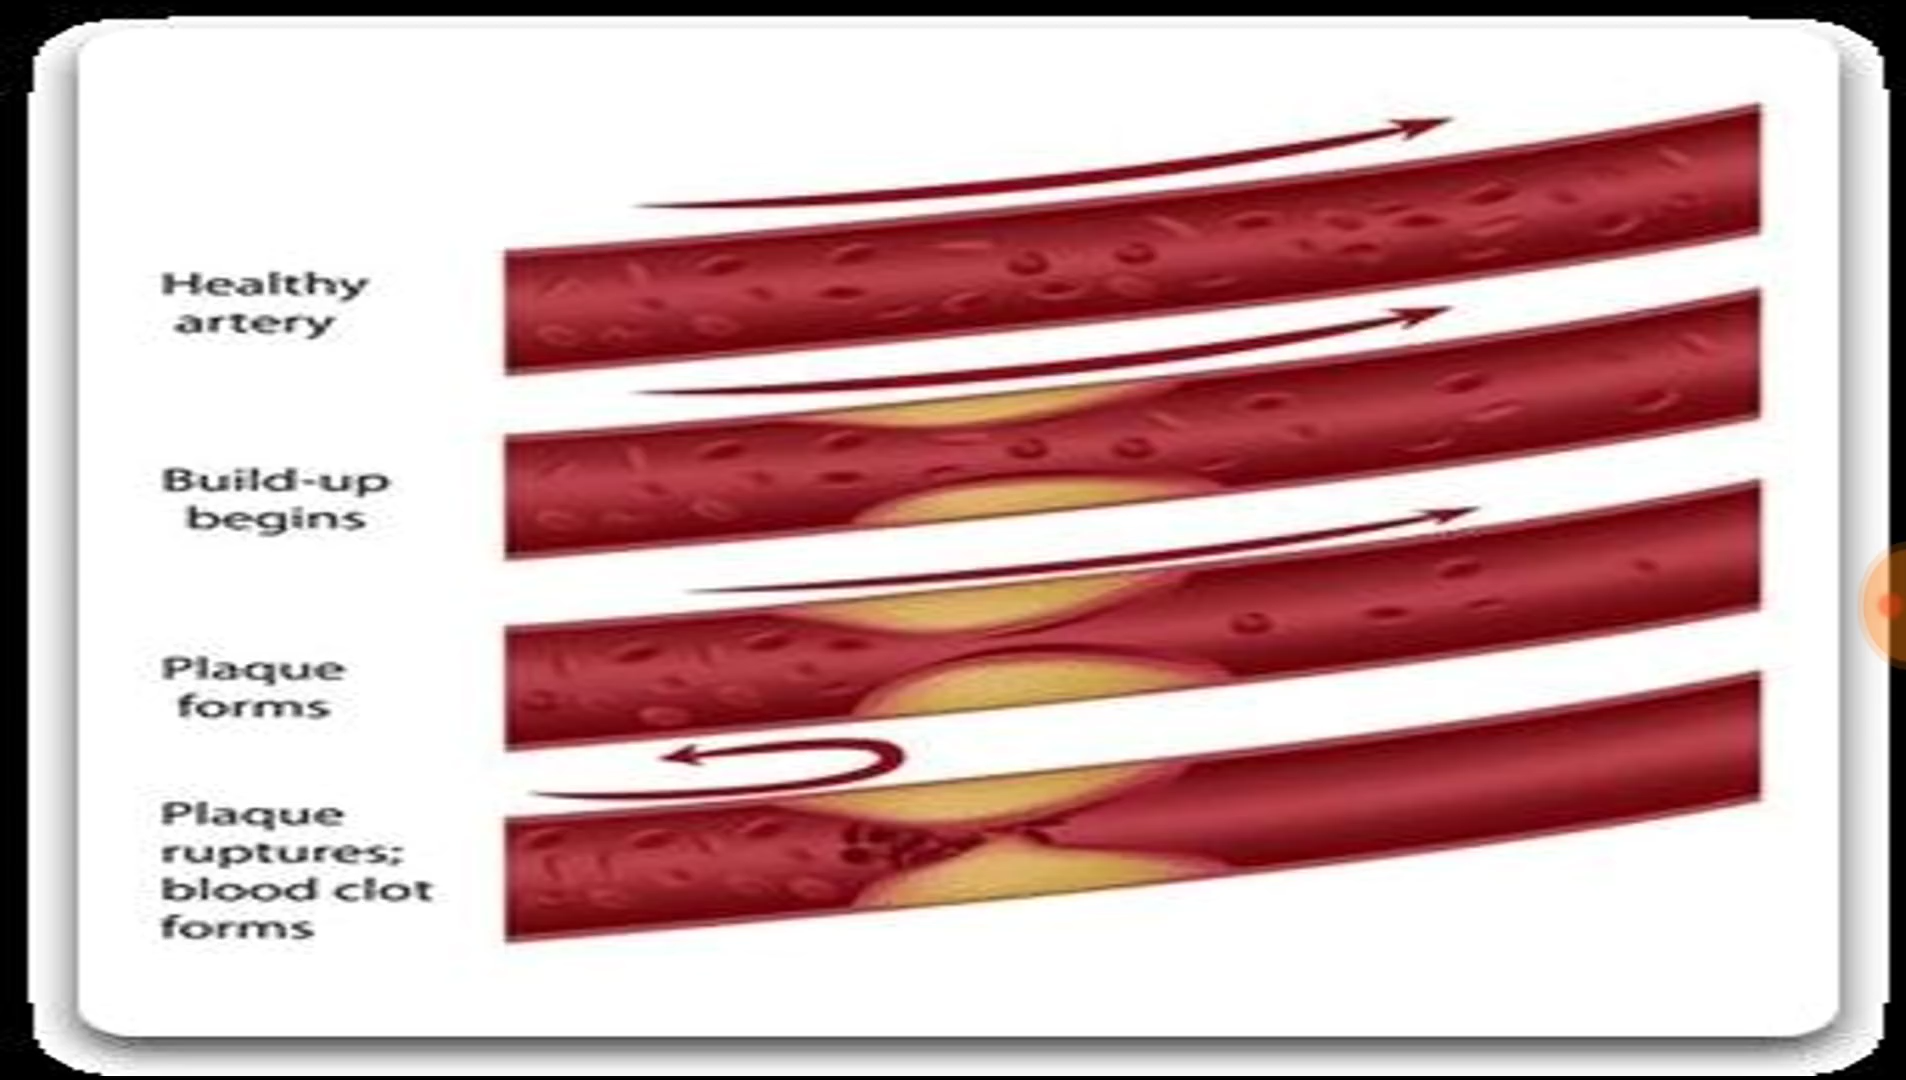 Healthy
artery
Build-up
begins
Plaque
forms
Plaque
ruptures;
blood clot
forms